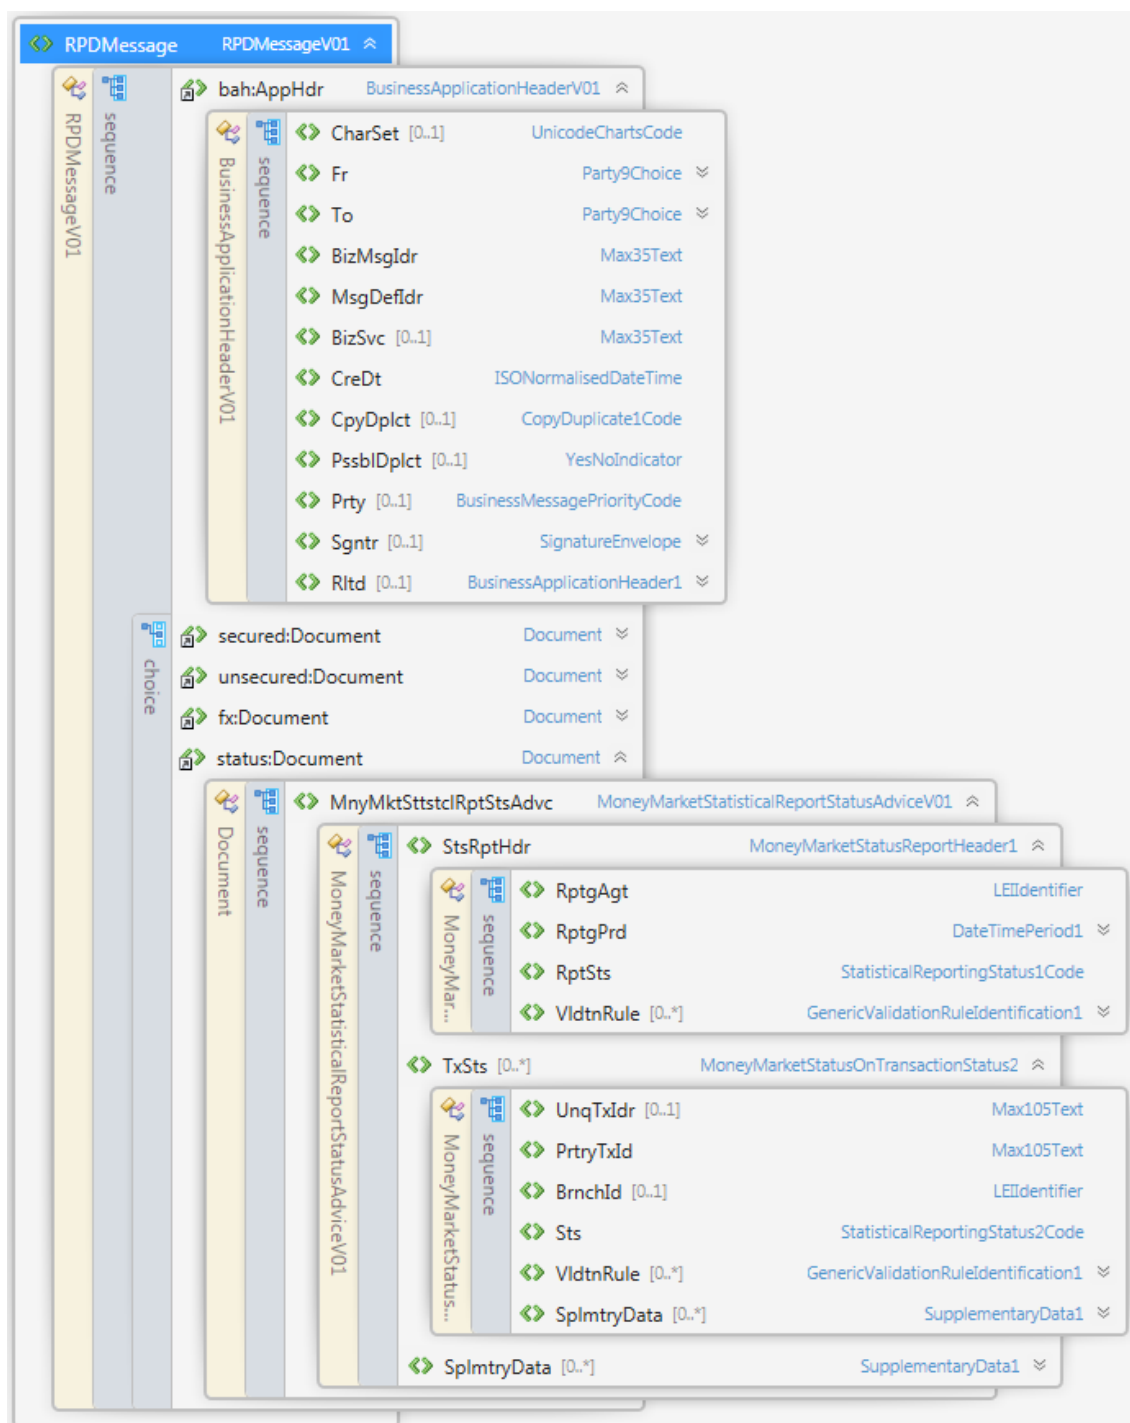 RPDMessage RPDMessageV01
RPDMessageV01
sequence
bah:AppHdr BusinessApplicationHeaderV01
BusinessApplicationHeaderV01
sequence
CharSet [0..1] UnicodeChartsCode
Fr Party9Choice
To Party9Choice
BizMsgIdr Max35Text
MsgDefIdr Max35Text
BizSvc [0..1] Max35Text
CreDt ISONormalisedDateTime
CpyDplct [0..1] CopyDuplicate1Code
PssblDplct [0..1] YesNoIndicator
Prty [0..1] BusinessMessagePriorityCode
Sgntr [0..1] SignatureEnvelope
Rltd [0..1] BusinessApplicationHeader1
choice
secured:Document Document
unsecured:Document Document
fx:Document Document
status:Document Document
Document
sequence
MnyMktSttstclRptStsAdvc MoneyMarketStatisticalReportStatusAdviceV01
MoneyMarketStatisticalReportStatusAdviceV01
sequence
StsRptHdr MoneyMarketStatusReportHeader1
MoneyMar...
sequence
RptgAgt LEIIdentifier
RptgPrd DateTimePeriod1
RptSts StatisticalReportingStatus1Code
VldtnRule [0..*] GenericValidationRuleIdentification1
TxSts [0..*] MoneyMarketStatusOnTransactionStatus2
MoneyMarketStatus...
sequence
UnqTxIdr [0..1] Max105Text
PrtryTxId Max105Text
BrnchId [0..1] LEIIdentifier
Sts StatisticalReportingStatus2Code
VldtnRule [0..*] GenericValidationRuleIdentification1
SplmtryData [0..*] SupplementaryData1
SplmtryData [0..*] SupplementaryData1